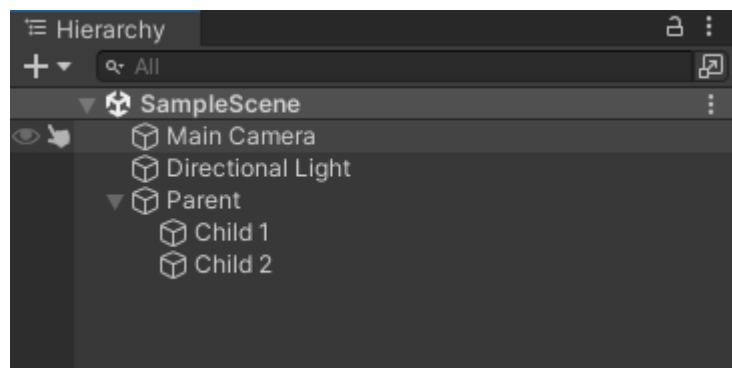 Hierarchy
All
SampleScene
Main Camera
Directional Light
Parent
Child 1
Child 2